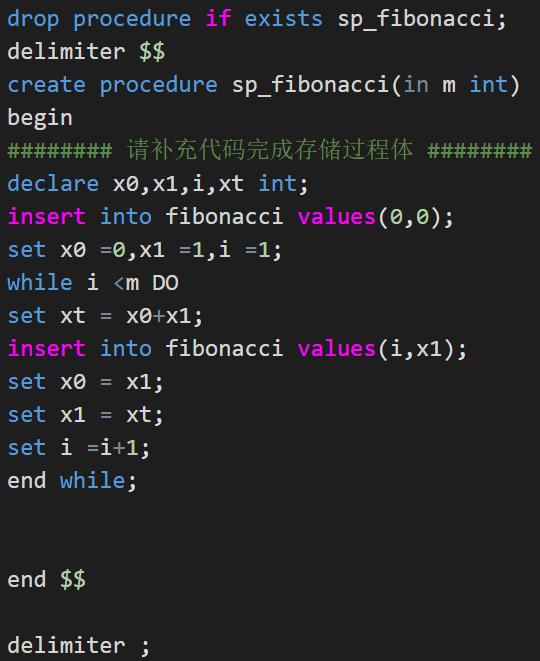 drop procedure if exists sp_fibonacci;
delimiter $$
create procedure sp_fibonacci(in m int)
begin
######## 请补充代码完成存储过程体 ########
declare x0,x1,i,xt int;
insert into fibonacci values(0,0);
set x0 =0,x1 =1,i =1;
while i <m DO
set xt = x0+x1;
insert into fibonacci values(i,x1);
set x0 = x1;
set x1 = xt;
set i =i+1;
end while;
end $$
delimiter ;